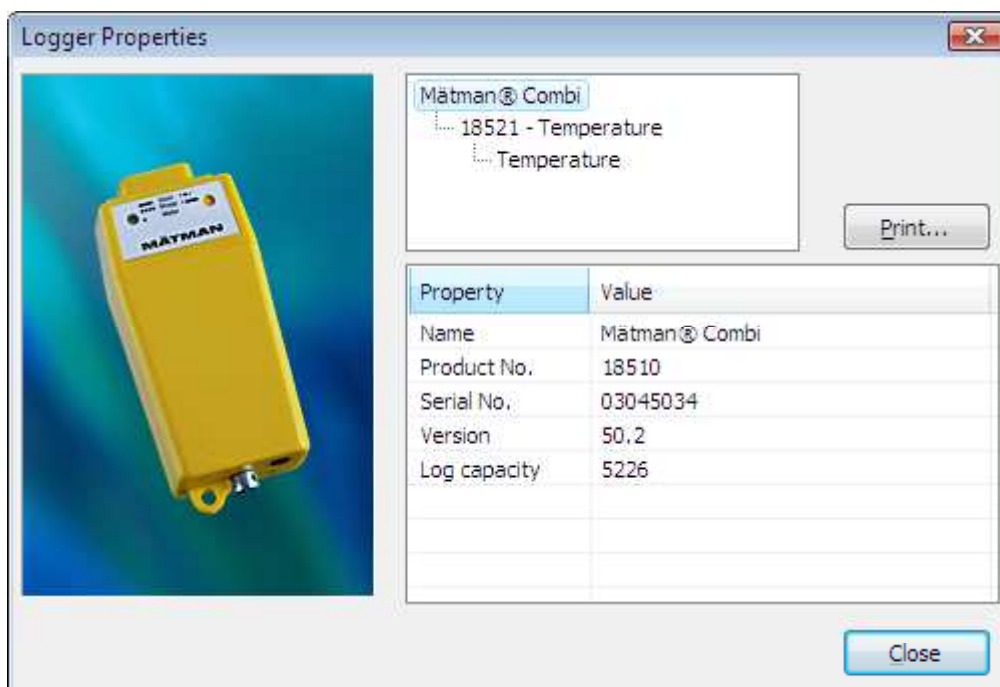 Logger Properties
MÄTMAN
Mätman® Combi
18521 - Temperature
Temperature
Print...
Property Value
Name Mätman® Combi
Product No. 18510
Serial No. 03045034
Version 50.2
Log capacity 5226
Close